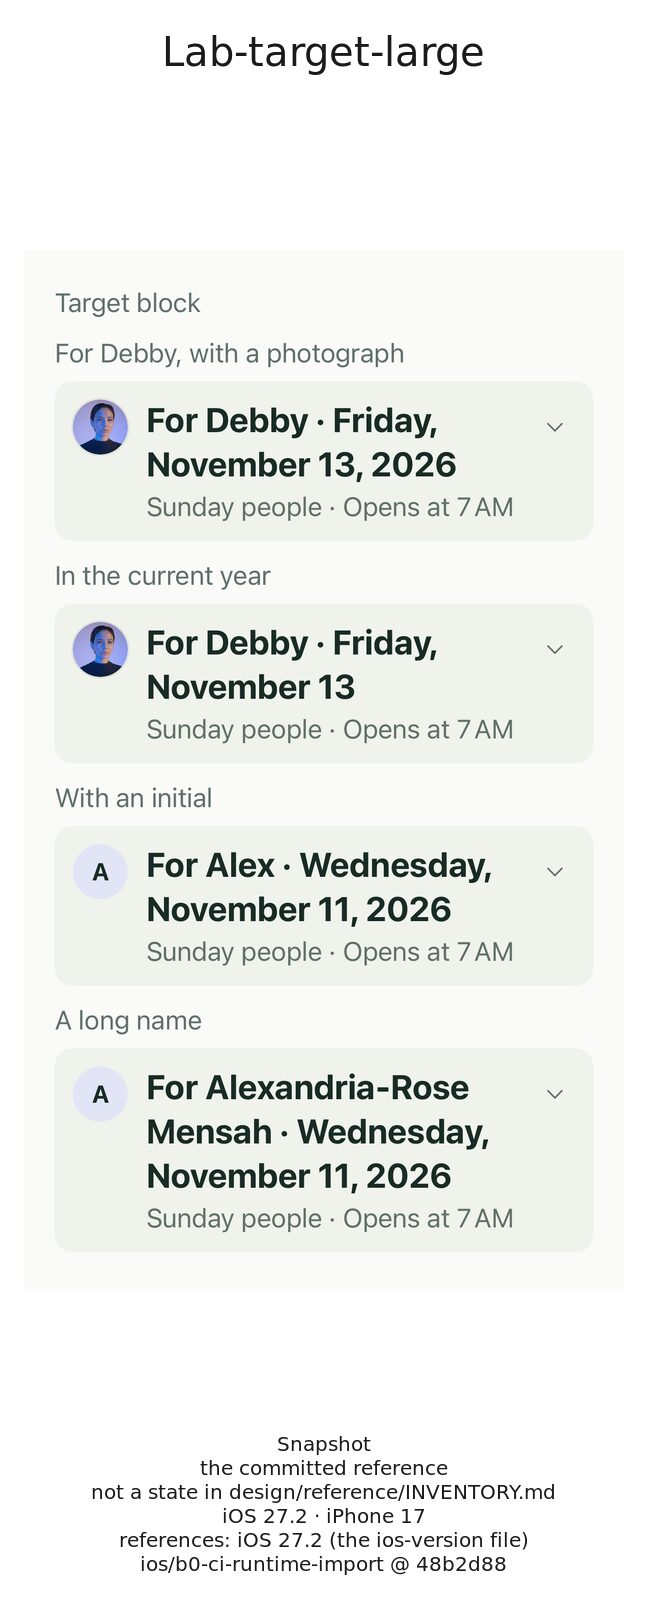 Lab-target-large
Target block
For Debby, with a photograph
For Debby · Friday,
November 13, 2026
Sunday people · Opens at 7 AM
In the current year
For Debby · Friday,
November 13
Sunday people · Opens at 7 AM
With an initial
A
For Alex · Wednesday,
November 11, 2026
Sunday people · Opens at 7 AM
A long name
A
For Alexandria-Rose
Mensah · Wednesday,
November 11, 2026
Sunday people · Opens at 7 AM
Snapshot
the committed reference
not a state in design/reference/INVENTORY.md
iOS 27.2 · iPhone 17
references: iOS 27.2 (the ios-version file)
ios/b0-ci-runtime-import @ 48b2d88